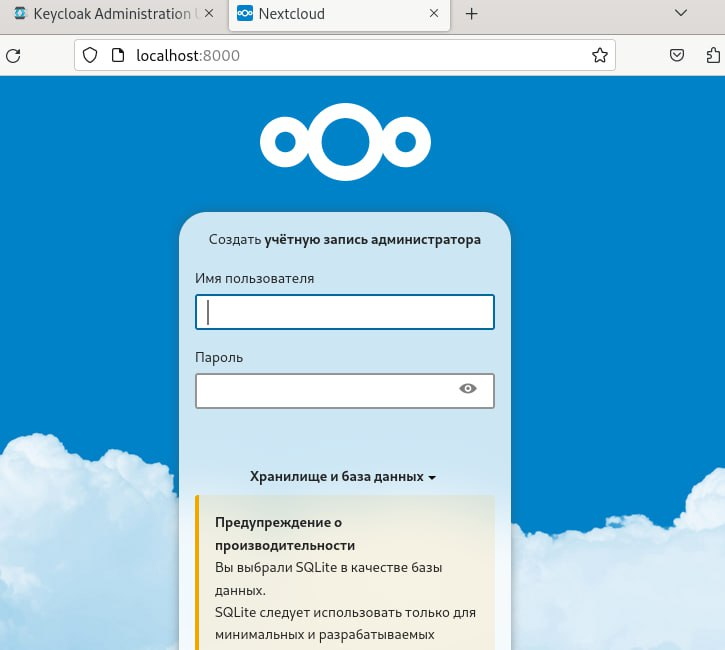 Keycloak Administration
Nextcloud
localhost:8000
Создать учётную запись администратора
Имя пользователя
Пароль
Хранилище и база данных
Предупреждение о
производительности
Вы выбрали SQLite в качестве базы
данных.
SQLite следует использовать только для
минимальных и разрабатываемых